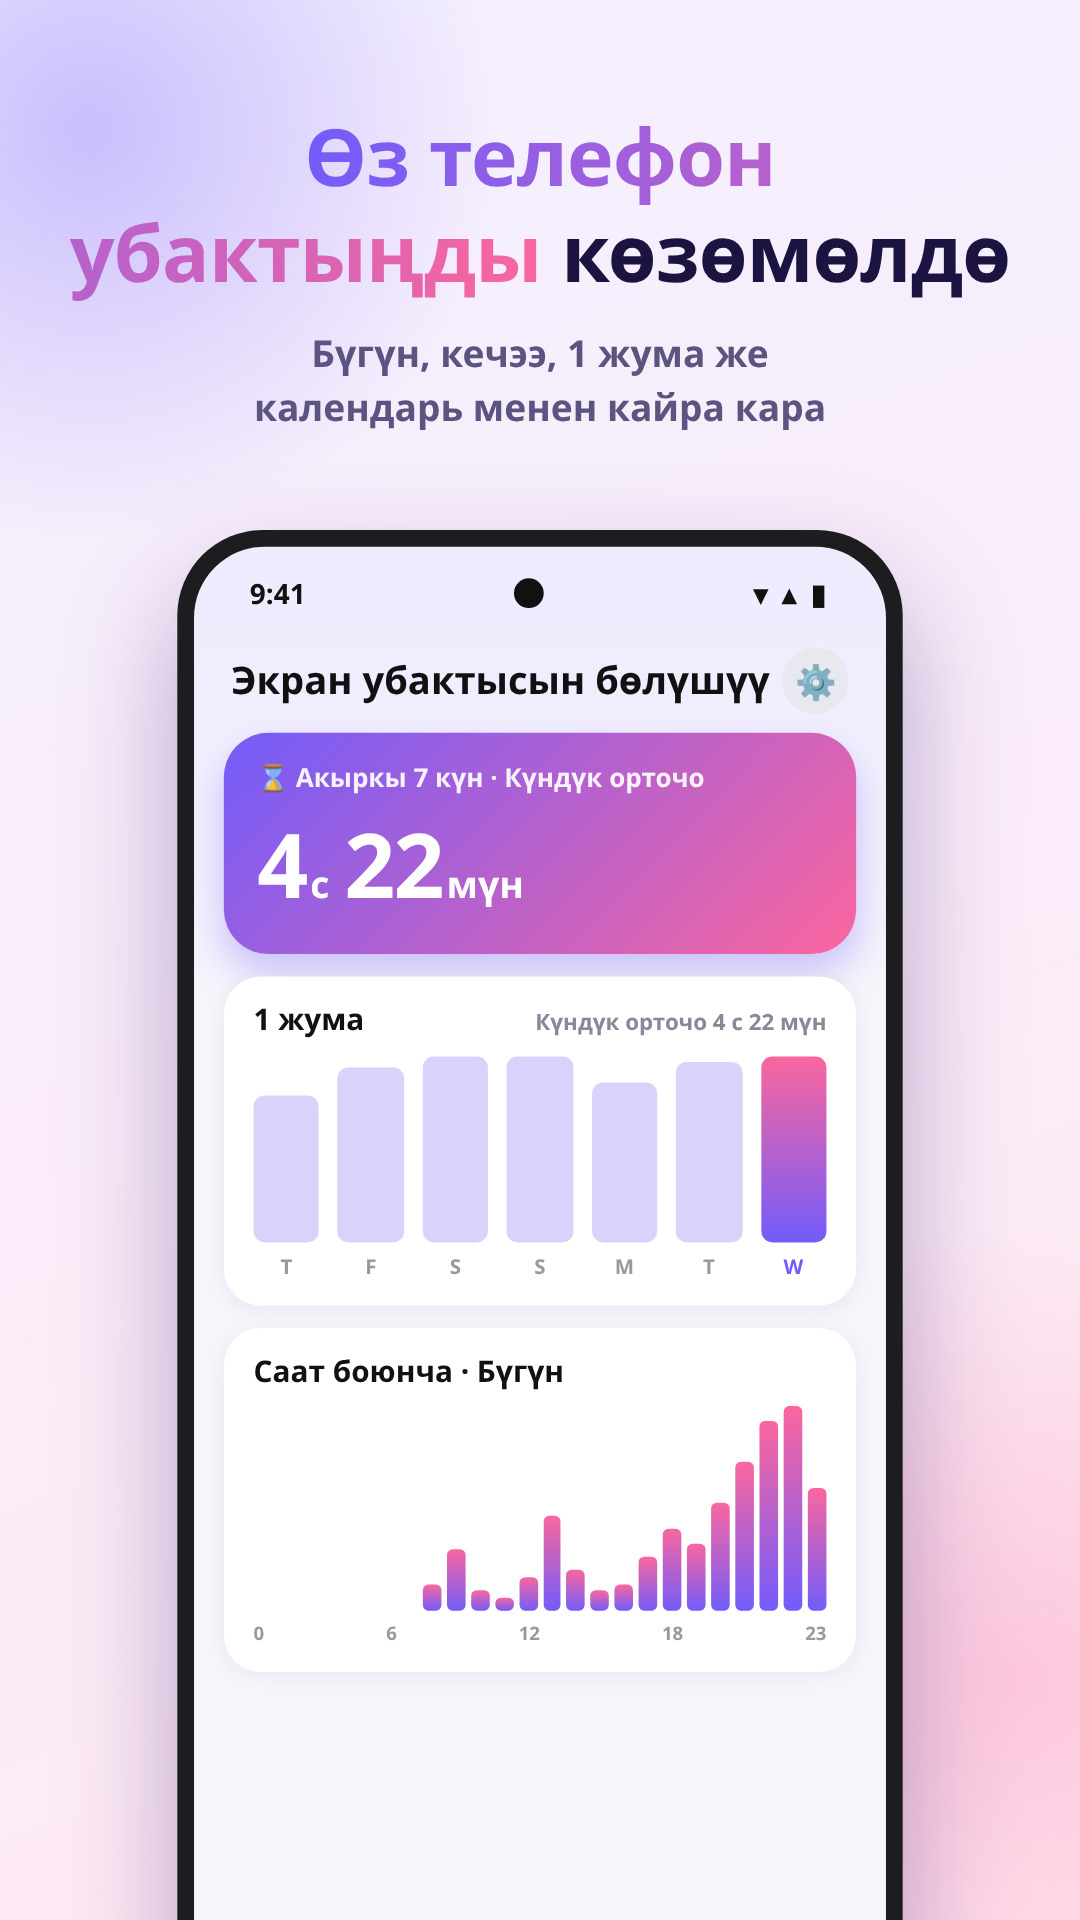 Өз телефон
убактыңды көзөмөлдө
Бүгүн, кечээ, 1 жума же
календарь менен кайра кара
9:41
Экран убактысын бөлүшүү
Акыркы 7 күн · Күндүк орточо
4с 22мүн
1 жума
Күндүк орточо 4 с 22 мүн
T F S S M T W
Саат боюнча · Бүгүн
0 6 12 18 23